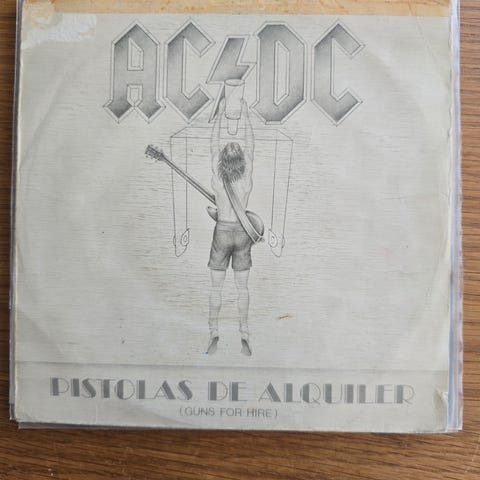 AC⚡DC
PISTOLAS DE ALQUILER
(GUNS FOR HIRE)